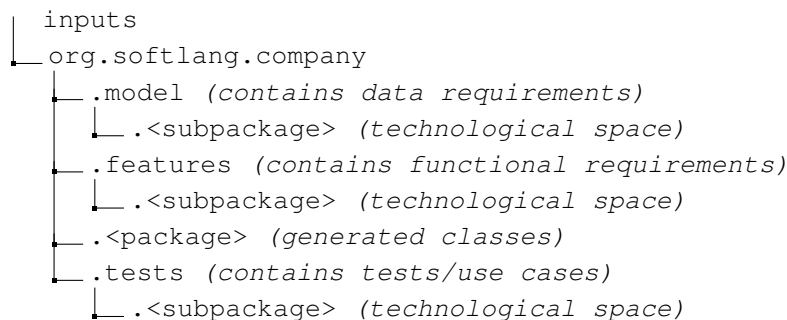 inputs
org.softlang.company
.model (contains data requirements)
.<subpackage> (technological space)
.features (contains functional requirements)
.<subpackage> (technological space)
.<package> (generated classes)
.tests (contains tests/use cases)
.<subpackage> (technological space)